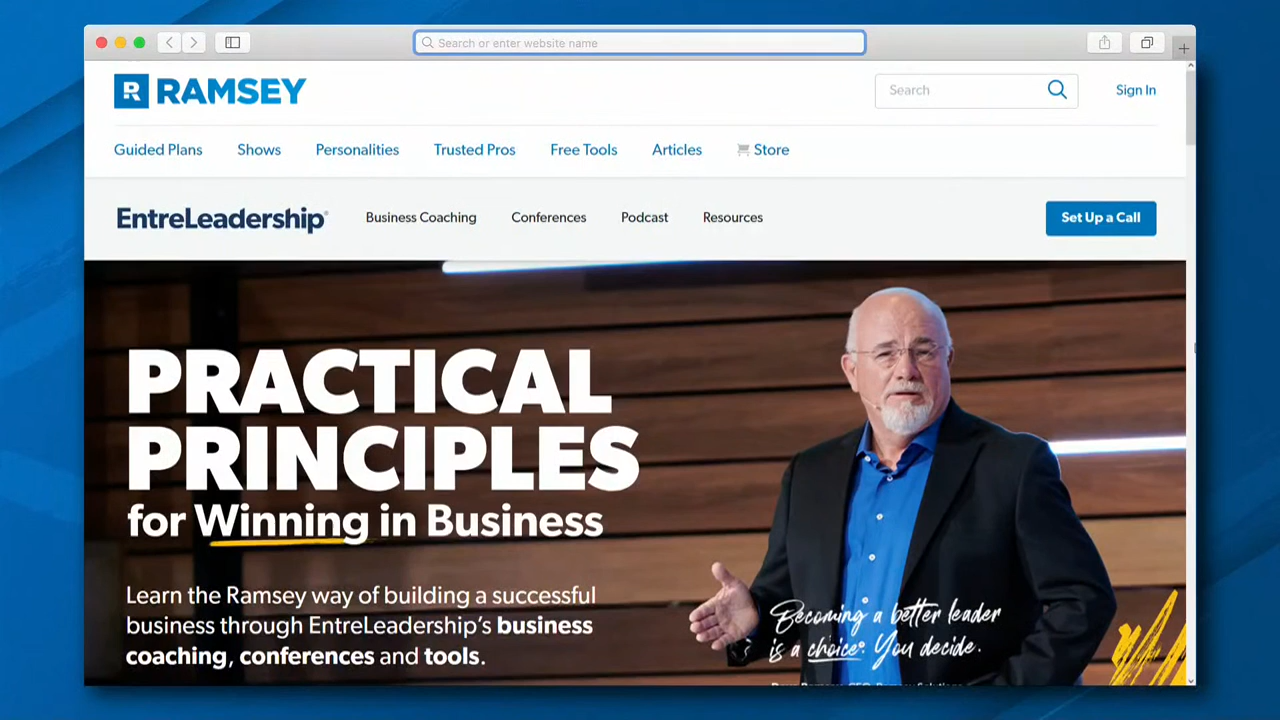 Search or enter website name
RAMSEY
Search
Sign In
Guided Plans
Shows
Personalities
Trusted Pros
Free Tools
Articles
Store
EntreLeadership
Business Coaching
Conferences
Podcast
Resources
Set Up a Call
PRACTICAL
PRINCIPLES
for Winning in Business
Learn the Ramsey way of building a successful
business through EntreLeadership's business
coaching, conferences and tools.
Becoming a better leader
is a choice. You decide.